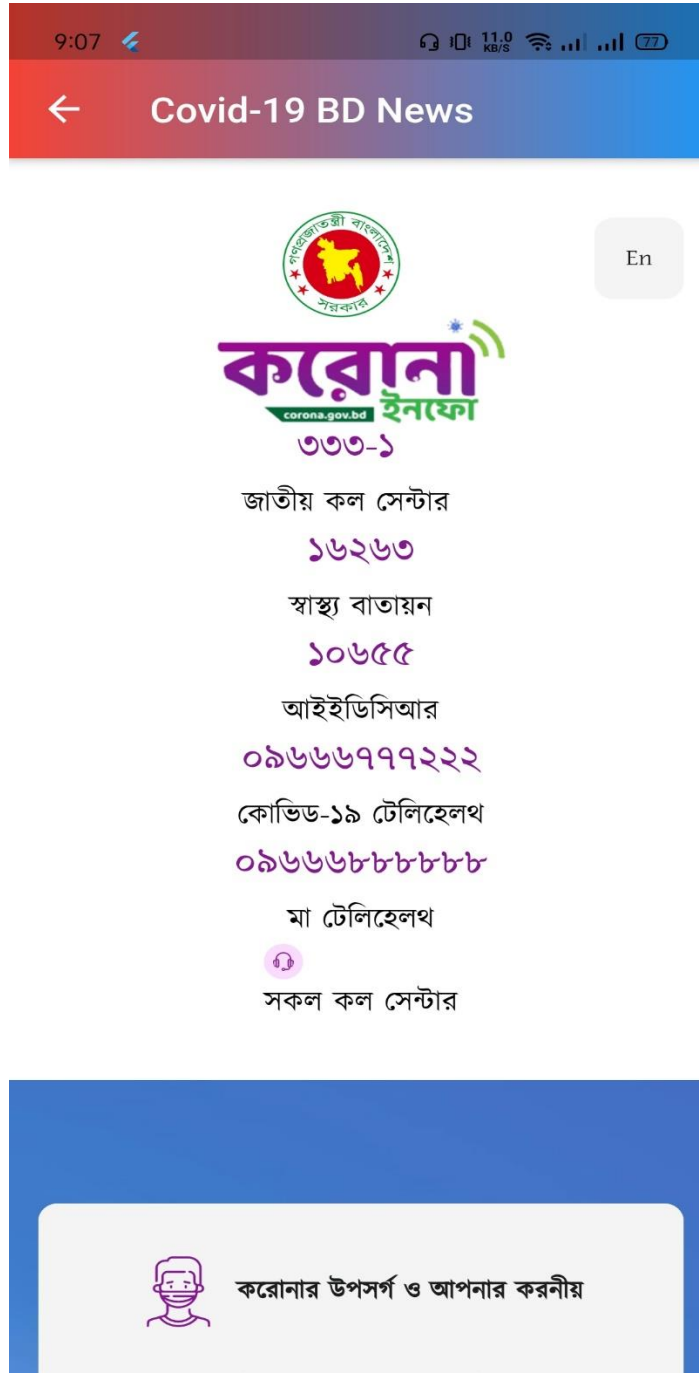 9:07
11.0
KB/S
77
Covid-19 BD News
গণপ্রজাতন্ত্রী বাংলাদেশ
সরকার
En
করোনা
corona.gov.bd ইনফো
৩৩৩-১
জাতীয় কল সেন্টার
১৬২৬৩
স্বাস্থ্য বাতায়ন
১০৬৫৫
আইইডিসিআর
০৯৬৬৬৭৭৭২২২
কোভিড-১৯ টেলিহেলথ
০৯৬৬৬৮৮৮৮৮৮
মা টেলিহেলথ
সকল কল সেন্টার
করোনার উপসর্গ ও আপনার করনীয়